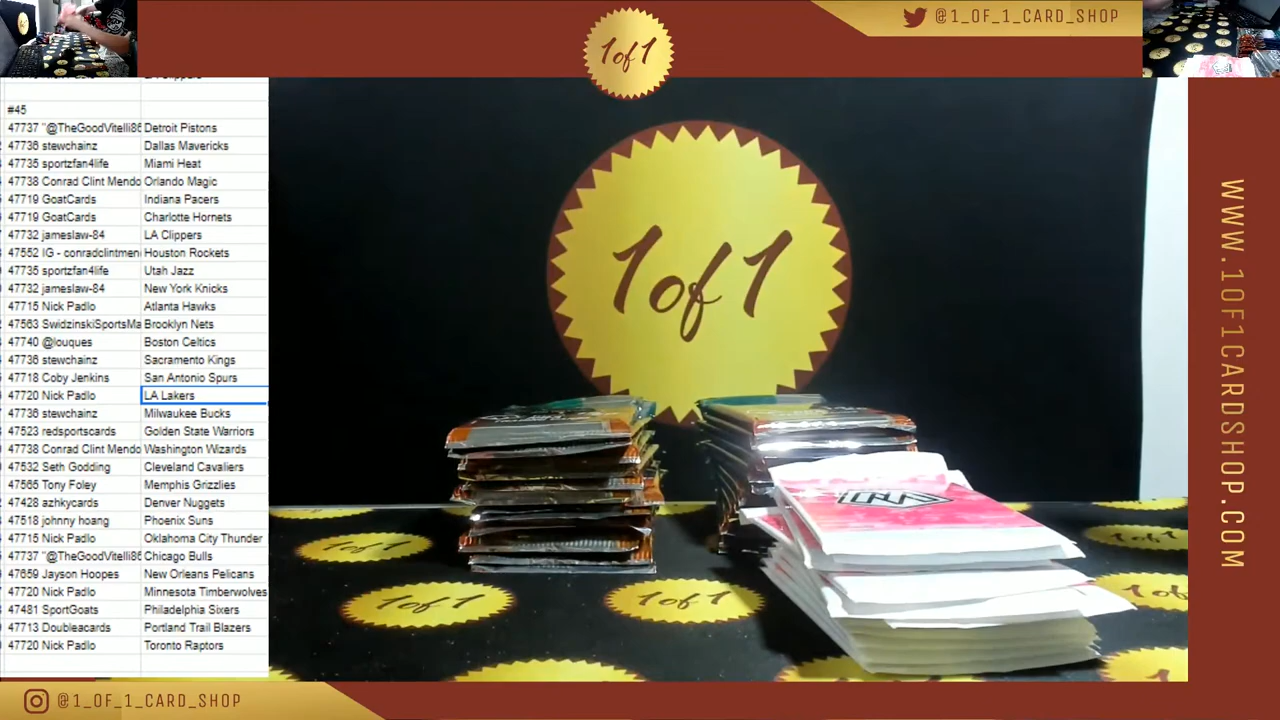 @1_OF_1_CARD_SHOP
1of1
#45
47737 "@TheGoodVitelli86 Detroit Pistons
47736 stewchainz Dallas Mavericks
47735 sportzfan4life Miami Heat
47738 Conrad Clint Mendo Orlando Magic
47719 GoatCards Indiana Pacers
47719 GoatCards Charlotte Hornets
47732 jameslaw-84 LA Clippers
47552 IG - conradclintmen Houston Rockets
47735 sportzfan4life Utah Jazz
47732 jameslaw-84 New York Knicks
47715 Nick Padlo Atlanta Hawks
47563 SwidzinskiSportsMa Brooklyn Nets
47740 @louques Boston Celtics
47736 stewchainz Sacramento Kings
47718 Coby Jenkins San Antonio Spurs
47720 Nick Padlo LA Lakers
47736 stewchainz Milwaukee Bucks
47523 redsportscards Golden State Warriors
47738 Conrad Clint Mendo Washington Wizards
47532 Seth Godding Cleveland Cavaliers
47565 Tony Foley Memphis Grizzlies
47428 azhkycards Denver Nuggets
47518 johnny hoang Phoenix Suns
47715 Nick Padlo Oklahoma City Thunder
47737 "@TheGoodVitelli86 Chicago Bulls
47659 Jayson Hoopes New Orleans Pelicans
47720 Nick Padlo Minnesota Timberwolves
47481 SportGoats Philadelphia Sixers
47713 Doubleacards Portland Trail Blazers
47720 Nick Padlo Toronto Raptors
1of1
1of1
1of1
1of1
WWW.1OF1CARDSHOP.COM
@1_OF_1_CARD_SHOP